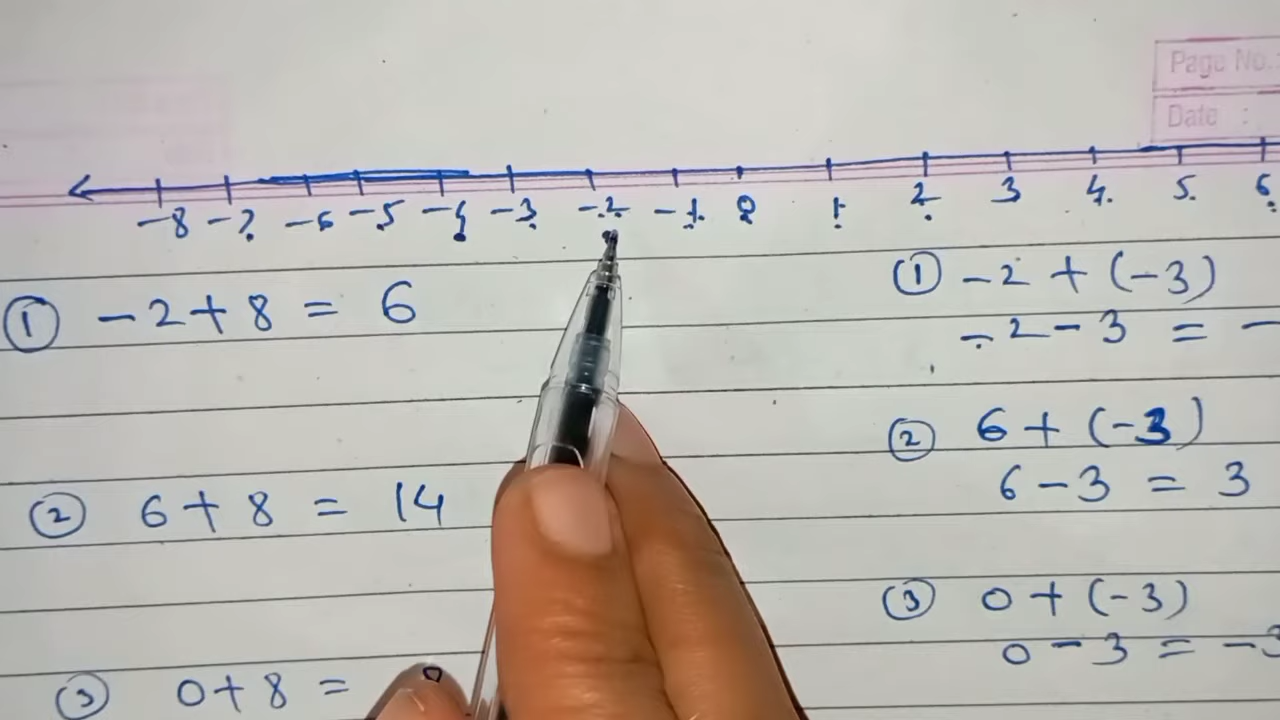 Page No.:
Date :
-8 -7 -6 -5 -4 -3 -2 -1 0 1 2 3 4 5 6
① -2+8 = 6
② 6+8 = 14
③ 0+8 =
① -2 + (-3)
-2-3 = -
② 6+(-3)
6-3 = 3
③ 0+(-3)
0-3 = -3